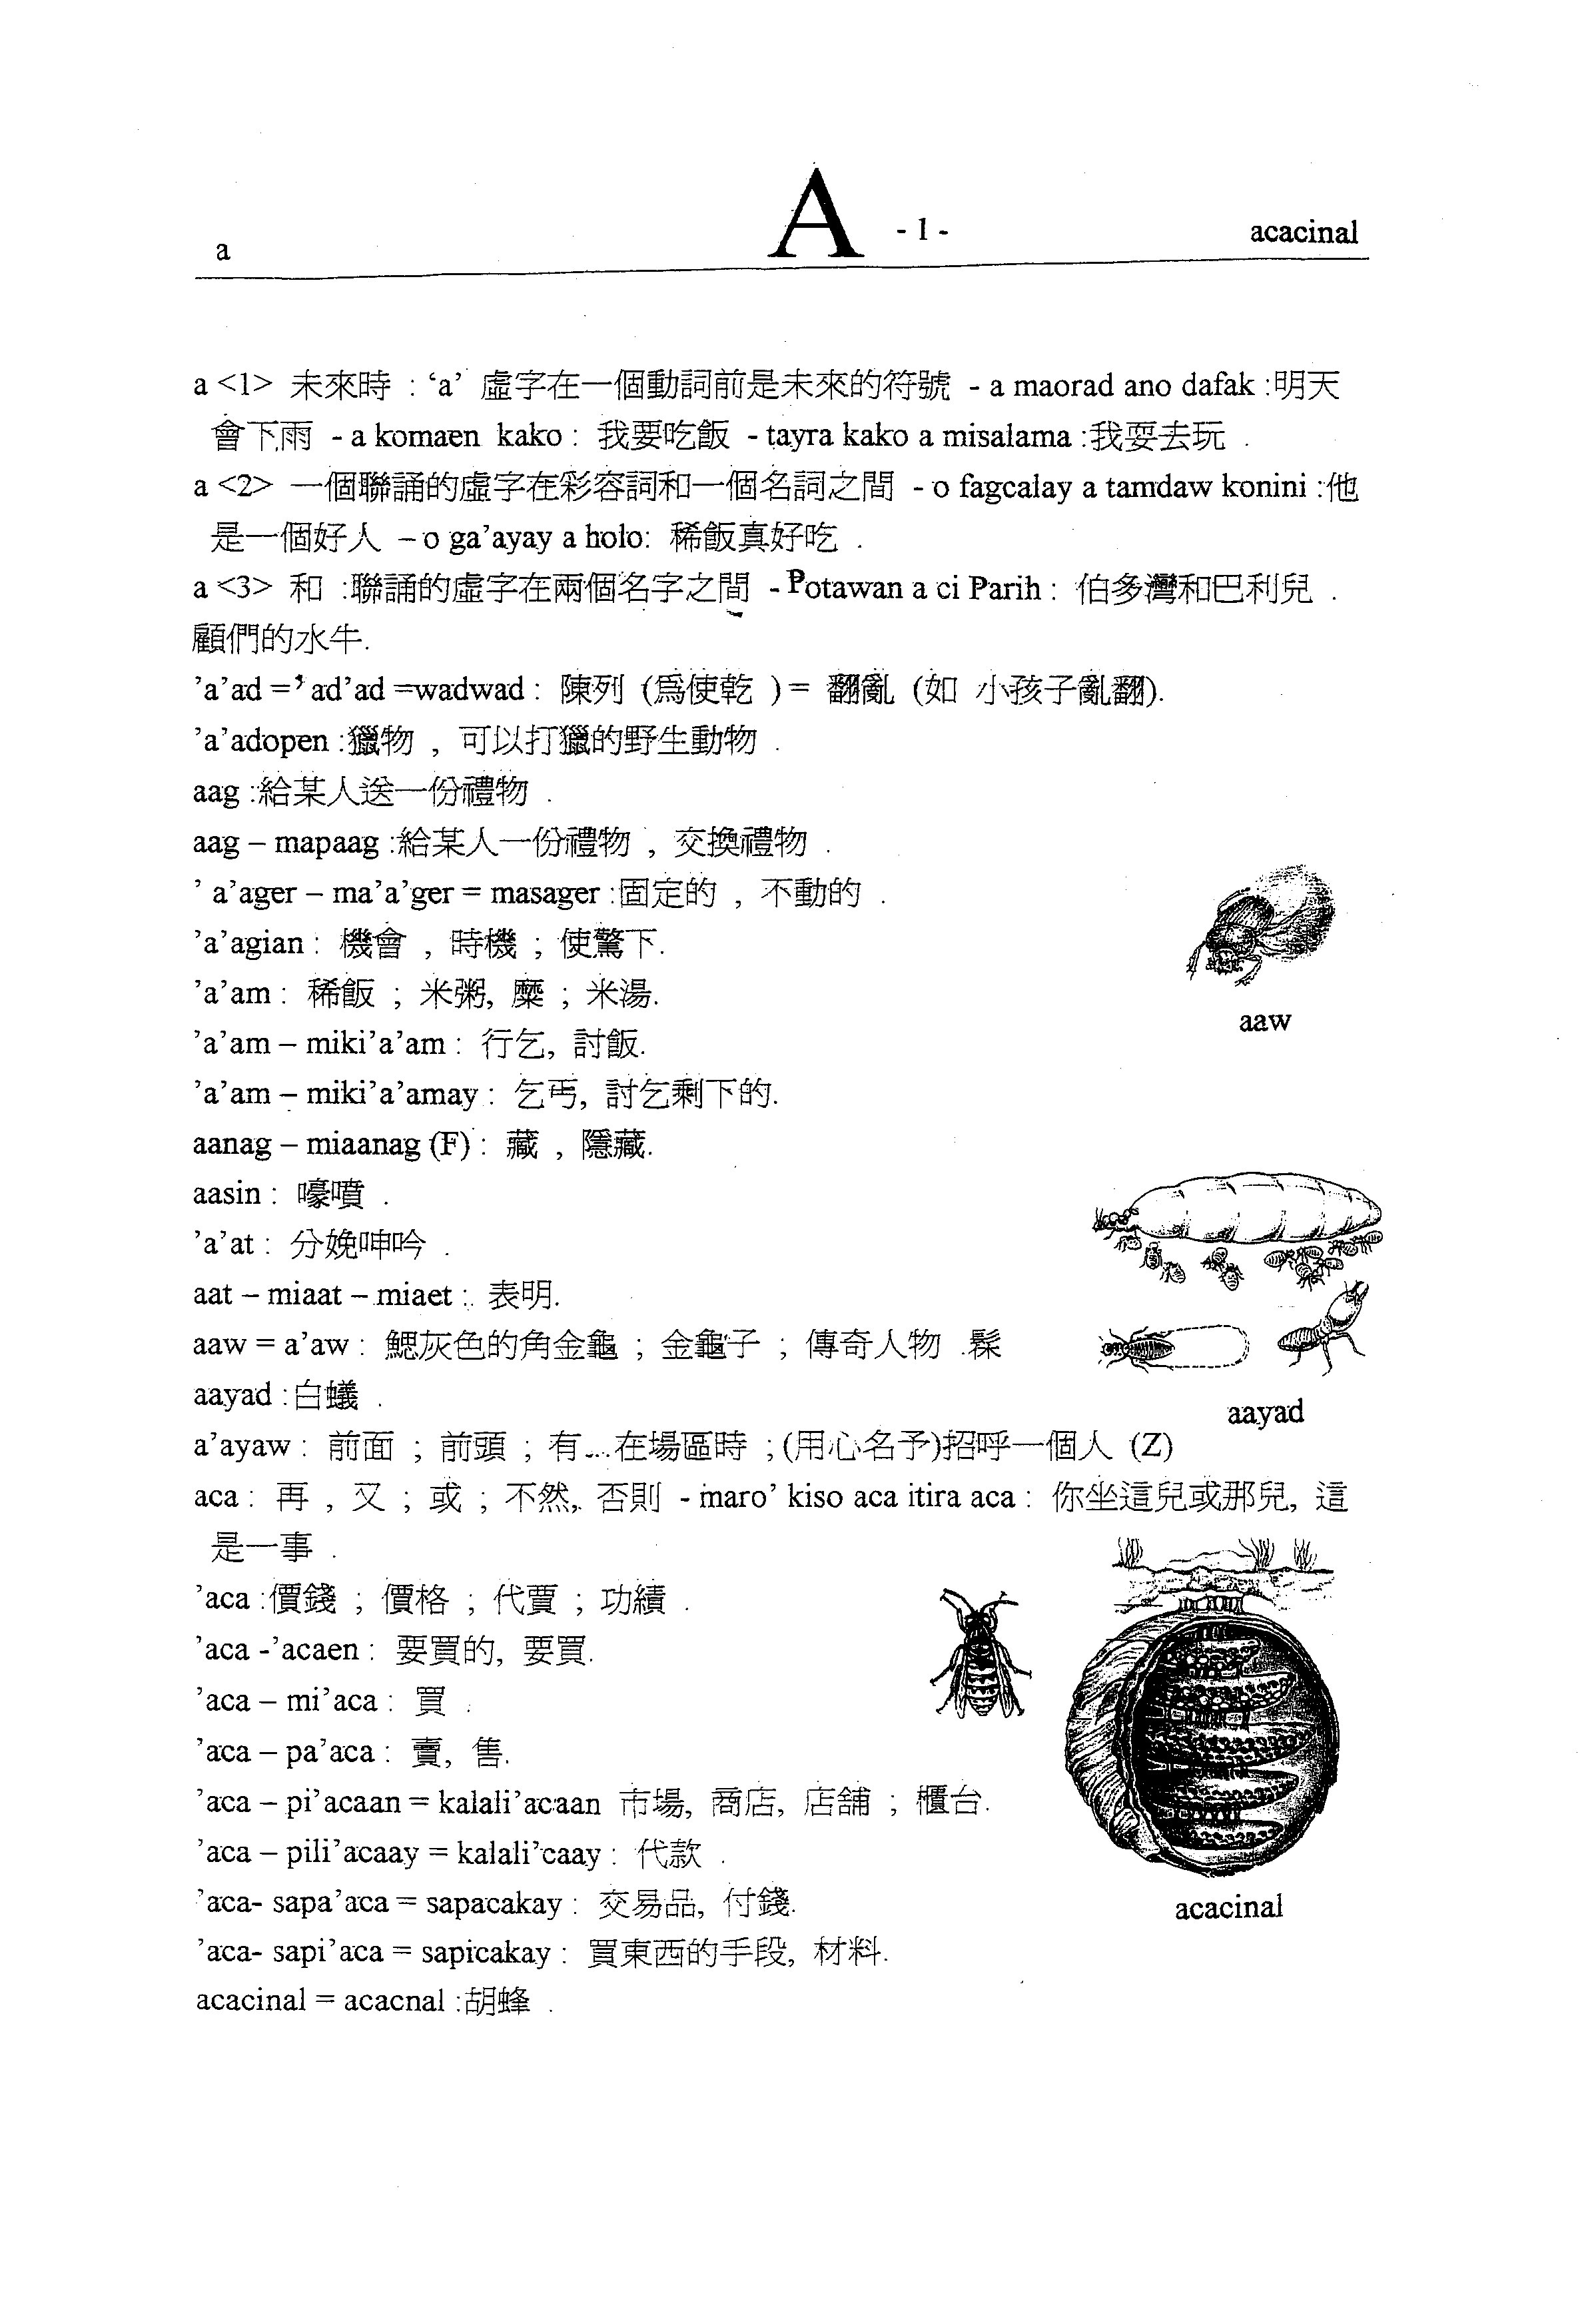 a
A
- 1 -
acacinal
a <1> 未來時 : ‘a’ 虛字在一個動詞前是未來的符號 - a maorad ano dafak :明天
會下雨 - a komaen kako : 我要吃飯 - tayra kako a misalama :我耍去玩 .
a <2> 一個聯誦的虛字在彩容詞和一個名詞之間 - o fagcalay a tamdaw konini :他
是一個好人 – o ga’ayay a holo: 稀飯真好吃 .
a <3> 和 :聯誦的虛字在兩個名字之間 - Potawan a ci Parih : 伯多灣和巴利兒 .
顧們的水牛.
’a’ad =’ad’ad =wadwad : 陳列 (爲使乾 ) = 翻亂 (如 小孩子亂翻).
’a’adopen :獵物 , 可以打獵的野生動物 .
aag :給某人送一份禮物 .
aag – mapaag :給某人一份禮物 , 交換禮物 .
’ a’ager – ma’a’ger = masager :固定的 , 不動的 .
’a’agian : 機會 , 時機 ; 使驚下.
’a’am : 稀飯 ; 米粥, 糜 ; 米湯.
aaw
’a’am – miki’a’am : 行乞, 討飯.
’a’am – miki’a’amay : 乞丐, 討乞剩下的.
aanag – miaanag (F) : 藏 , 隱藏.
aasin : 嚎噴 .
’a’at : 分娩呻吟 .
aat – miaat – miaet : 表明.
aaw = a’aw : 鰓灰色的角金龜 ; 金龜子 ; 傳奇人物 .髹
aayad :白蟻 .
aayad
a’ayaw : 前面 ; 前頭 ; 有....在場區時 ; (用心名予)招呼一個人 (Z)
aca : 再 , 又 ; 或 ; 不然, 否則 - maro’ kiso aca itira aca : 你坐這兒或那兒, 這
是一事 .
’aca :價錢 ; 價格 ; 代賈 ; 功績 .
’aca -’acaen : 要買的, 要買.
’aca – mi’aca : 買 .
’aca – pa’aca : 賣, 售.
’aca – pi’acaan = kalali’acaan 市場, 商店, 店舖 ; 櫃台.
’aca – pili’acaay = kalali’caay : 代款 .
’aca- sapa’aca = sapacakay : 交易品, 付錢.
acacinal
’aca- sapi’aca = sapicakay : 買東西的手段, 材料.
acacinal = acacnal :胡蜂 .